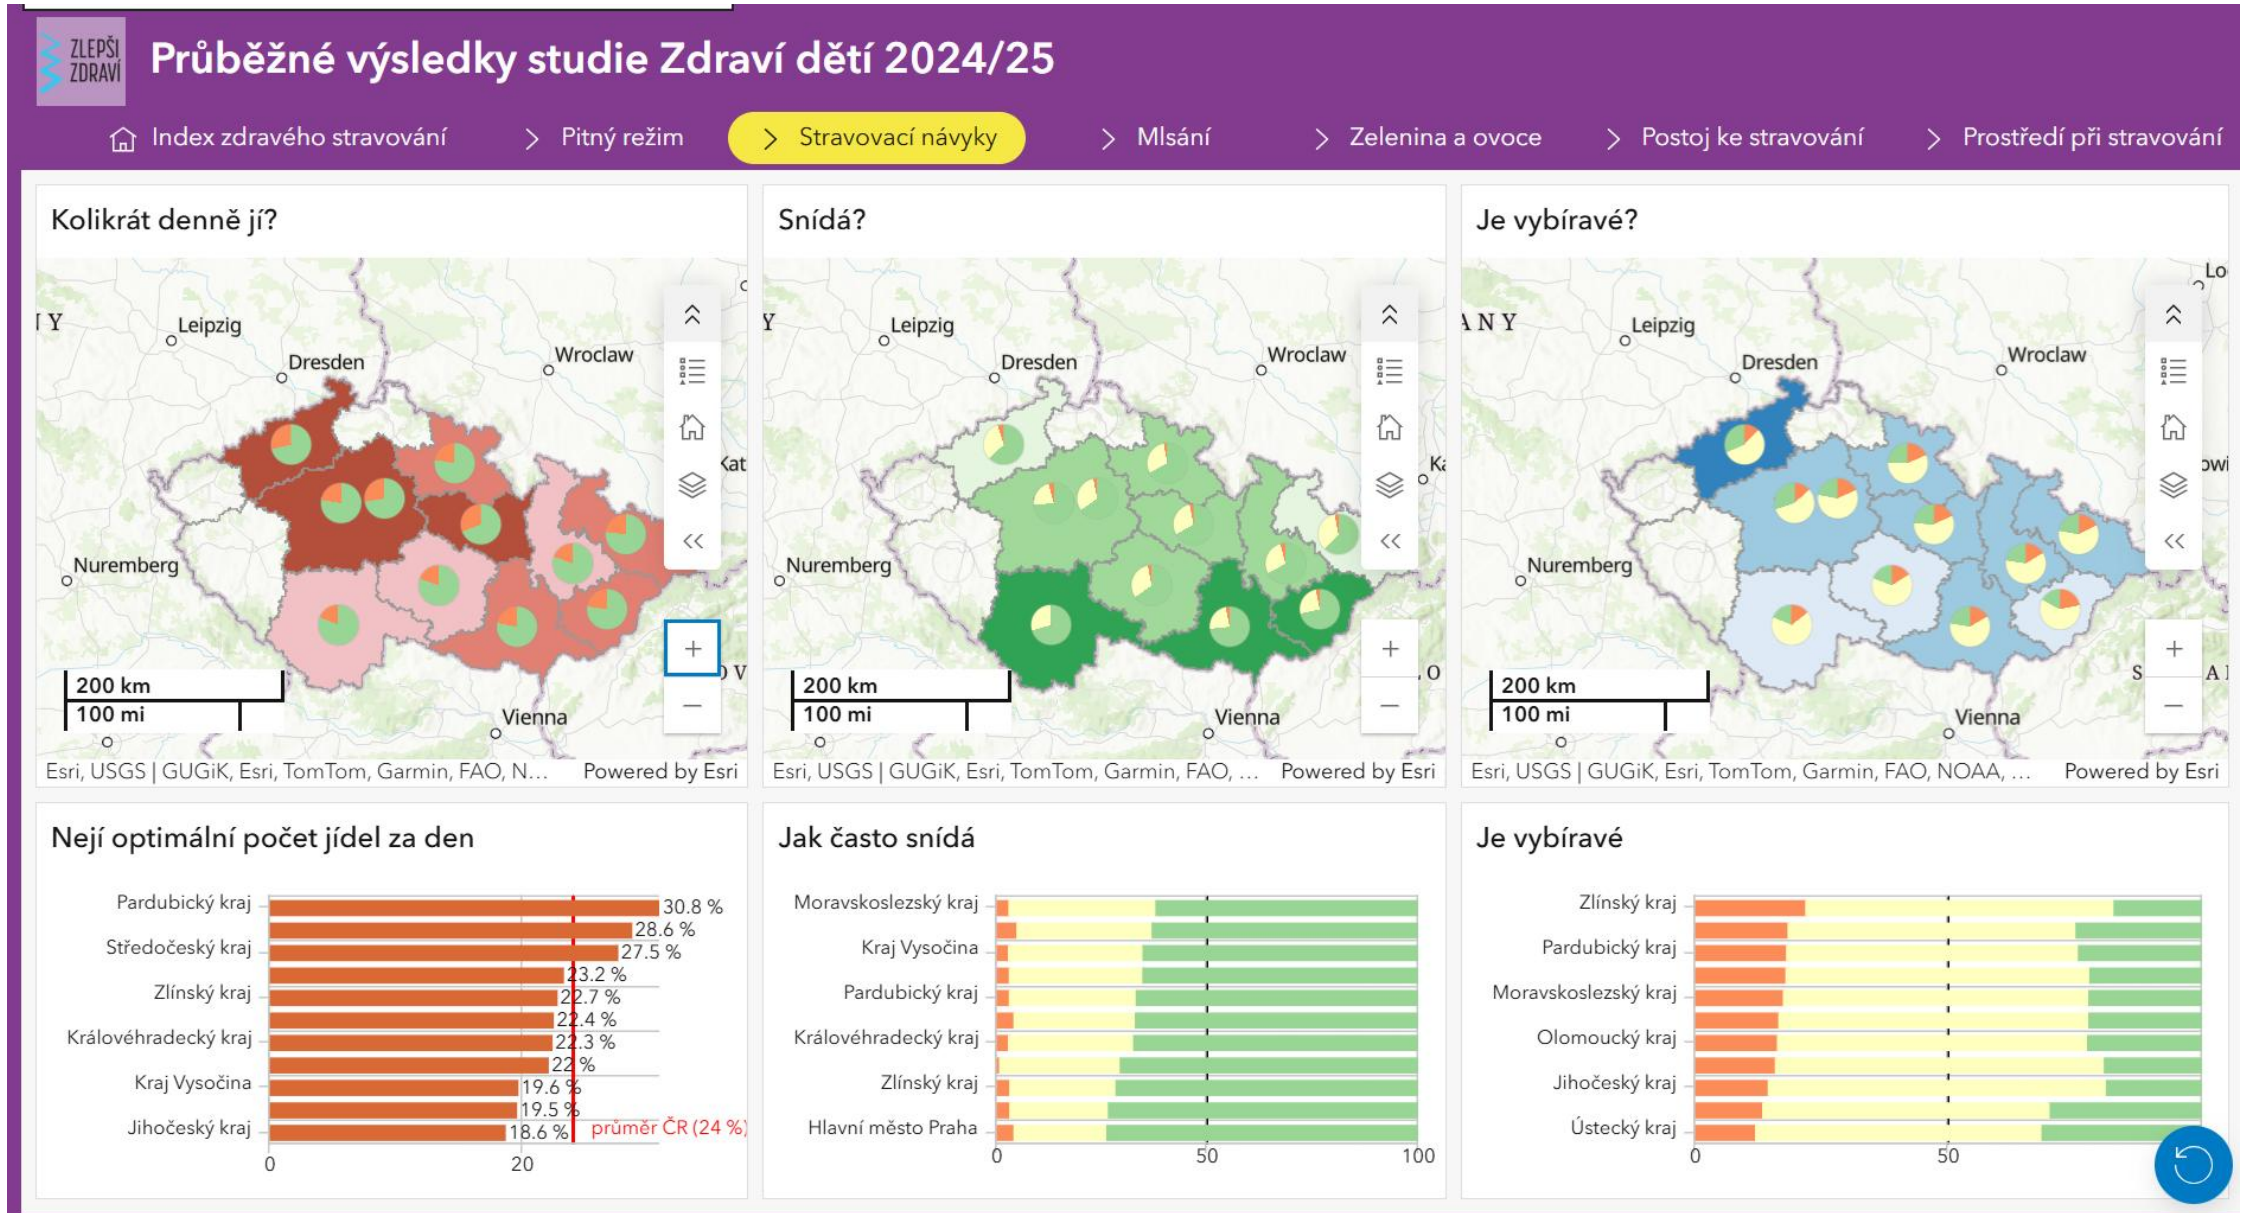 ZLEPŠI
ZDRAVÍ
Průběžné výsledky studie Zdraví dětí 2024/25
Index zdravého stravování
Pitný režim
Stravovací návyky
Mlsání
Zelenina a ovoce
Postoj ke stravování
Prostředí při stravování
Kolikrát denně jí?
Y
Leipzig
Dresden
Wroclaw
Kat
Nuremberg
200 km
100 mi
Vienna
O V
Esri, USGS | GUGiK, Esri, TomTom, Garmin, FAO, N...
Powered by Esri
Snídá?
Y
Leipzig
Dresden
Wroclaw
Ka
Nuremberg
200 km
100 mi
Vienna
O
Esri, USGS | GUGiK, Esri, TomTom, Garmin, FAO, ...
Powered by Esri
Je vybíravé?
A N Y
Lo
Leipzig
Dresden
Wroclaw
owi
Nuremberg
200 km
100 mi
Vienna
S
A
Esri, USGS | GUGiK, Esri, TomTom, Garmin, FAO, NOAA, ...
Powered by Esri
Nejí optimální počet jídel za den
Pardubický kraj
30.8 %
28.6 %
Středočeský kraj
27.5 %
23.2 %
Zlínský kraj
22.7 %
22.4 %
Královéhradecký kraj
22.3 %
22 %
Kraj Vysočina
19.6 %
19.5 %
Jihočeský kraj
18.6 %
průměr ČR (24 %)
0
20
Jak často snídá
Moravskoslezský kraj
Kraj Vysočina
Pardubický kraj
Královéhradecký kraj
Zlínský kraj
Hlavní město Praha
0
50
100
Je vybíravé
Zlínský kraj
Pardubický kraj
Moravskoslezský kraj
Olomoucký kraj
Jihočeský kraj
Ústecký kraj
0
50